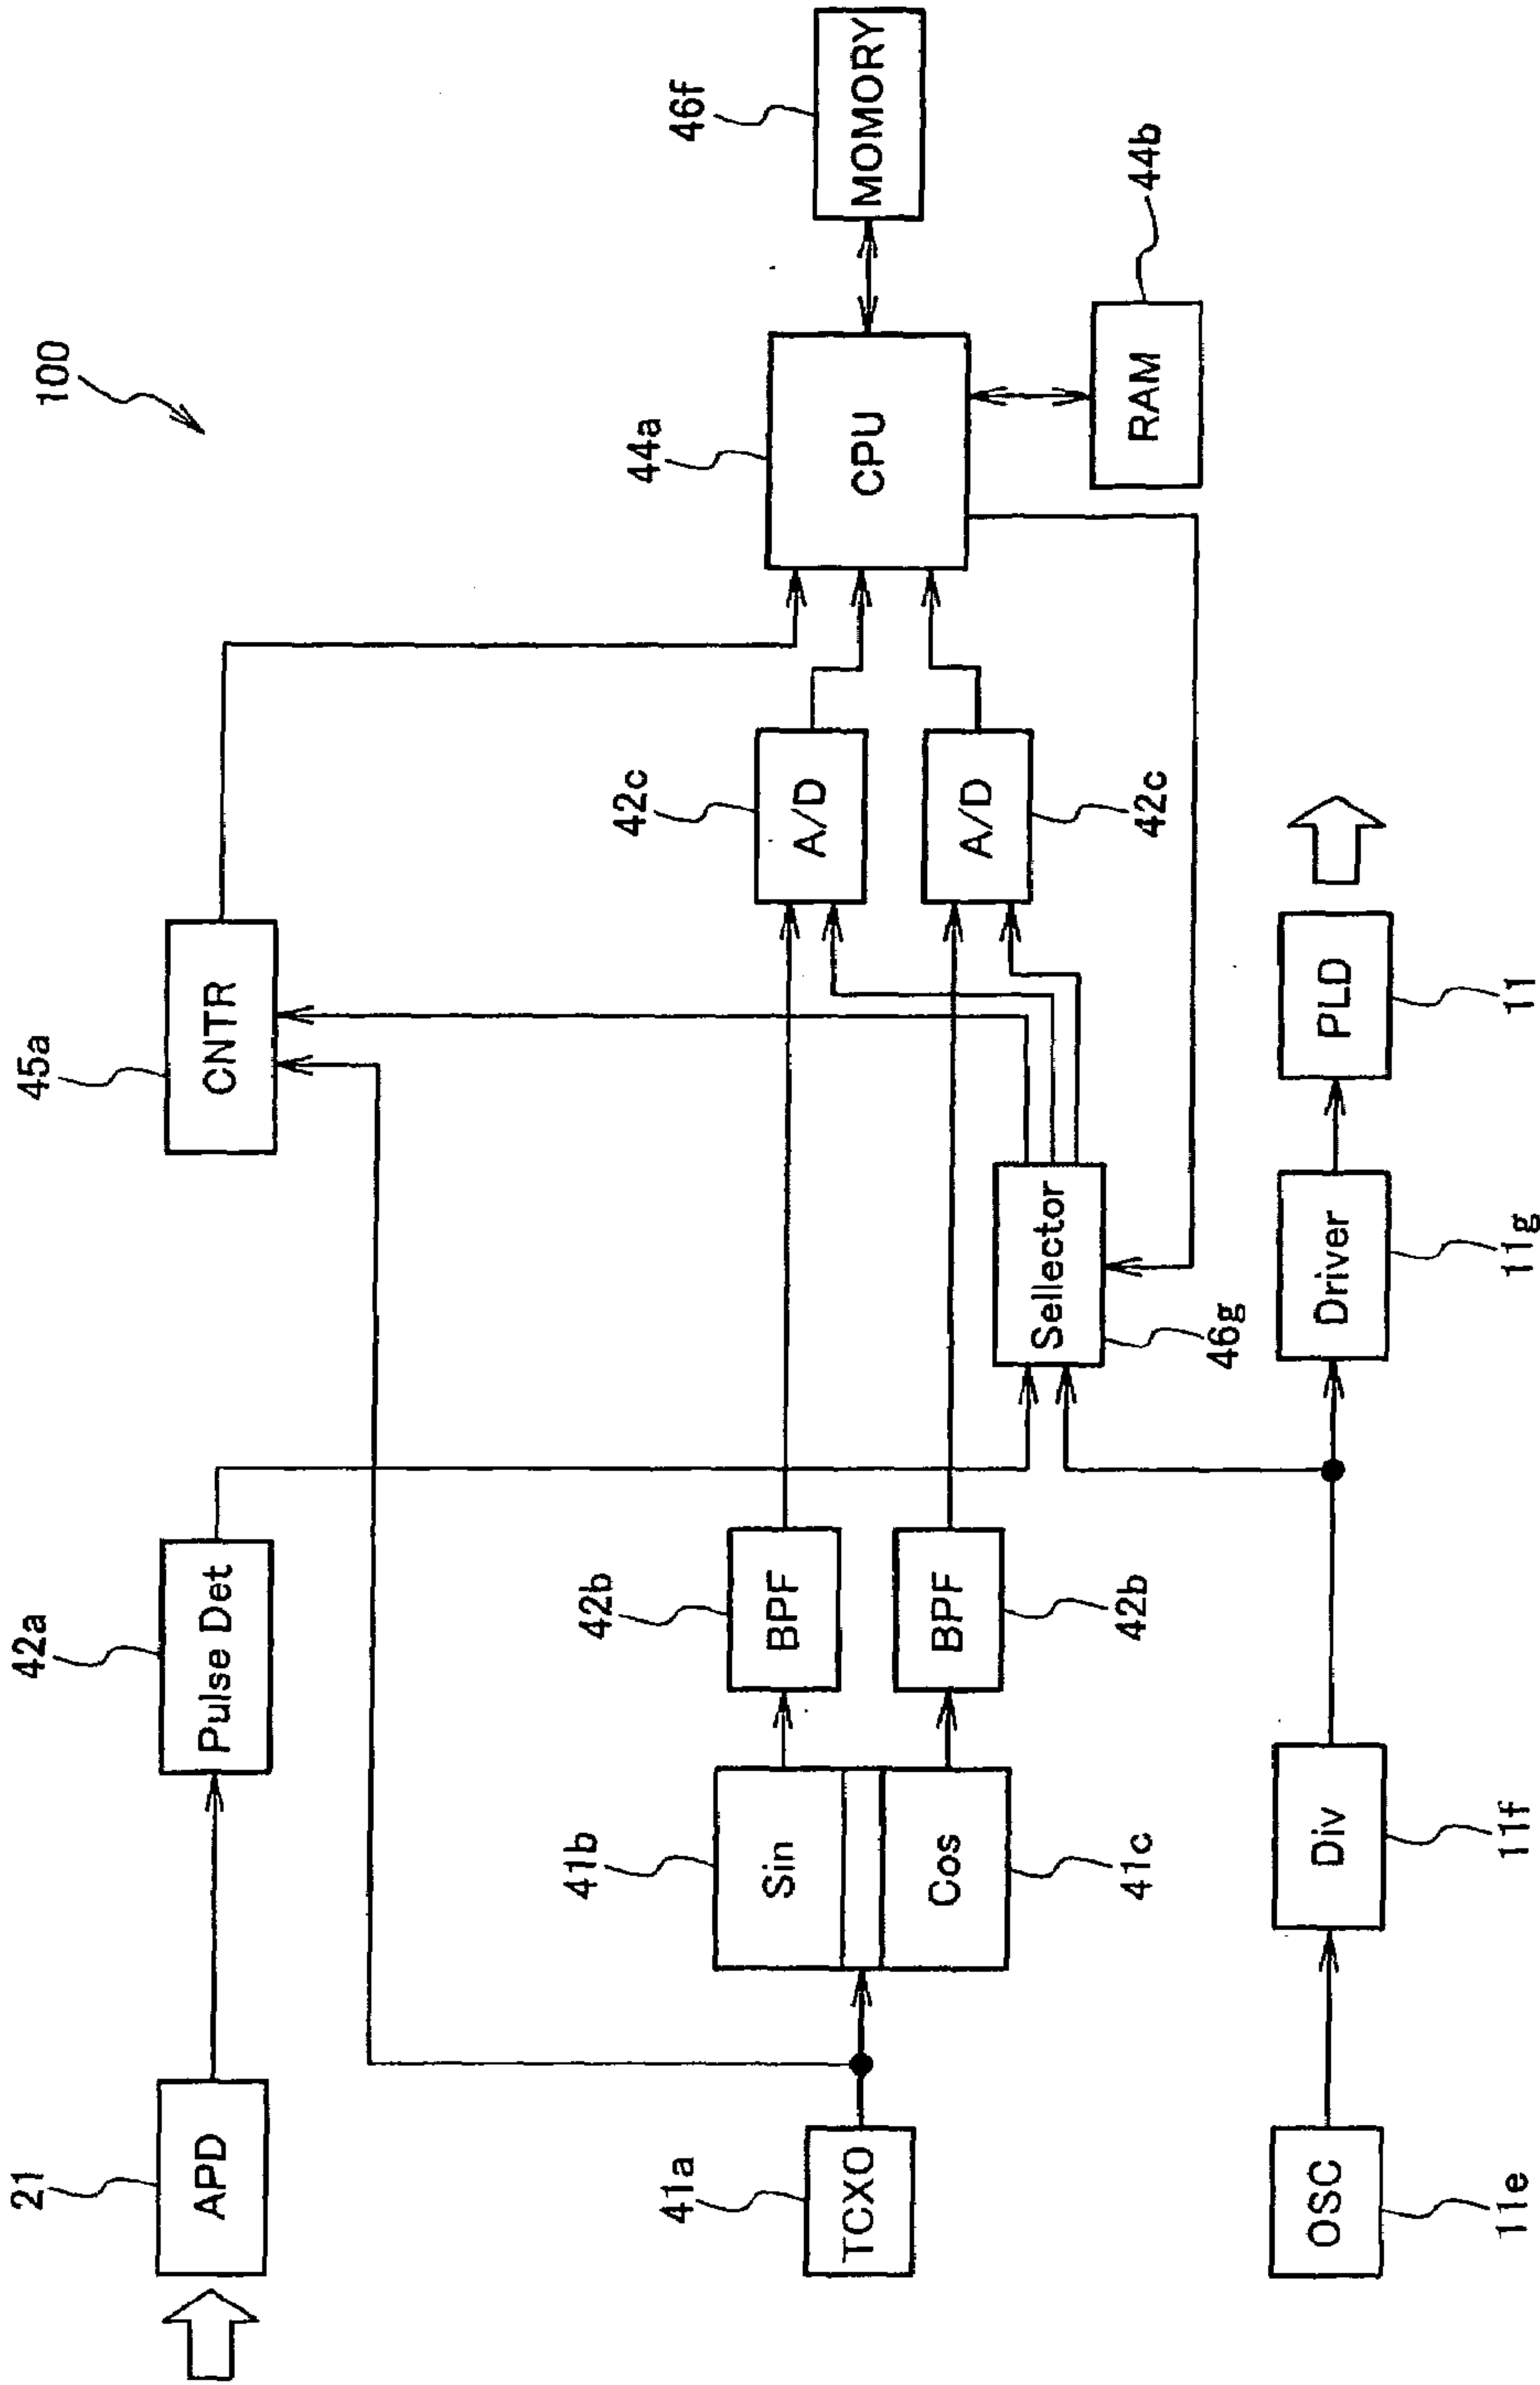 100
21
APD
42a
Pulse Det
45a
CNTR
41a
TCXO
41b
Sin
Cos
41c
42b
BPF
BPF
42b
42c
A/D
A/D
42c
44a
CPU
46f
MOMORY
RAM
44b
Sellector
46g
OSC
11e
Div
11f
Driver
11g
PLD
11